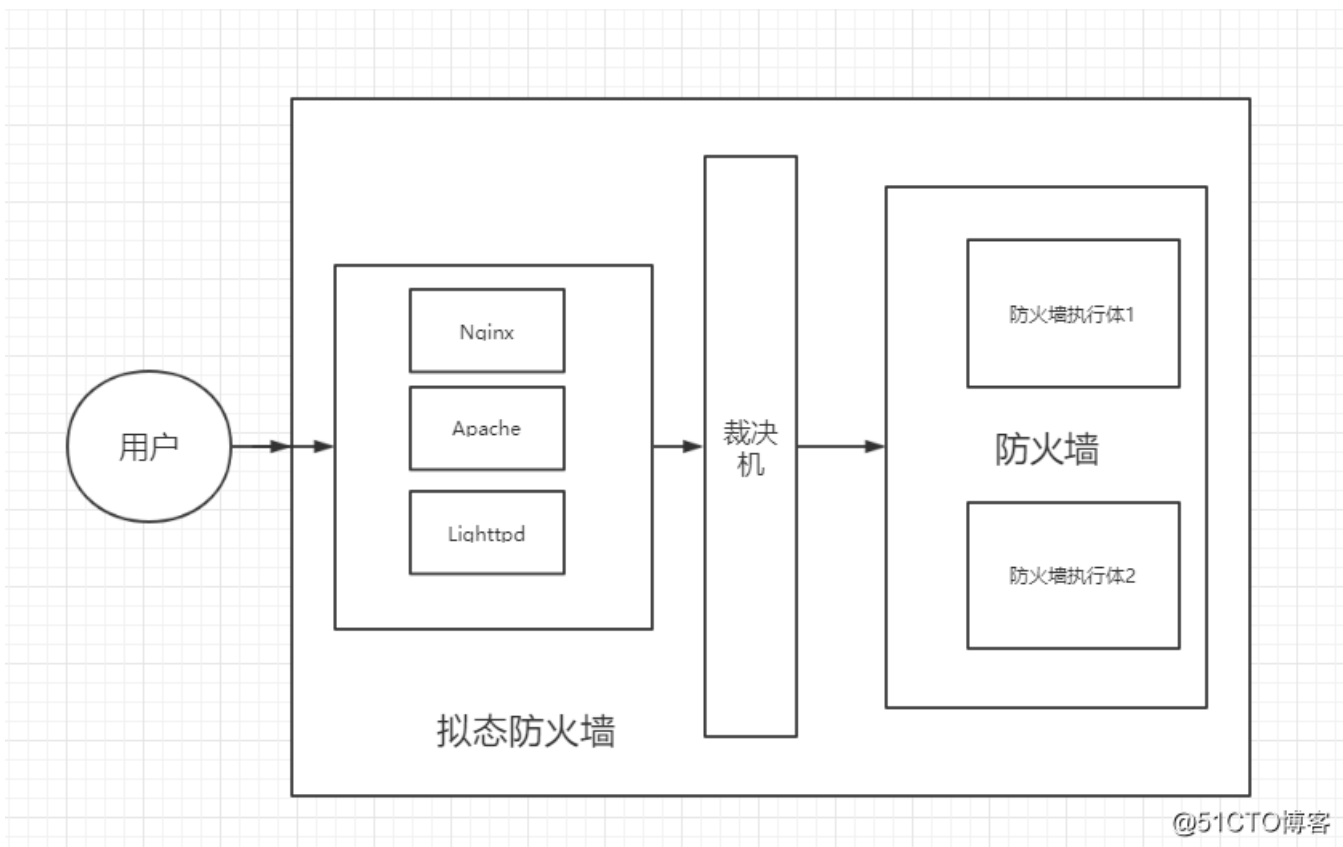 用户
Nginx
Apache
Lighttpd
拟态防火墙
裁决
机
防火墙执行体1
防火墙
防火墙执行体2
@51CTO博客